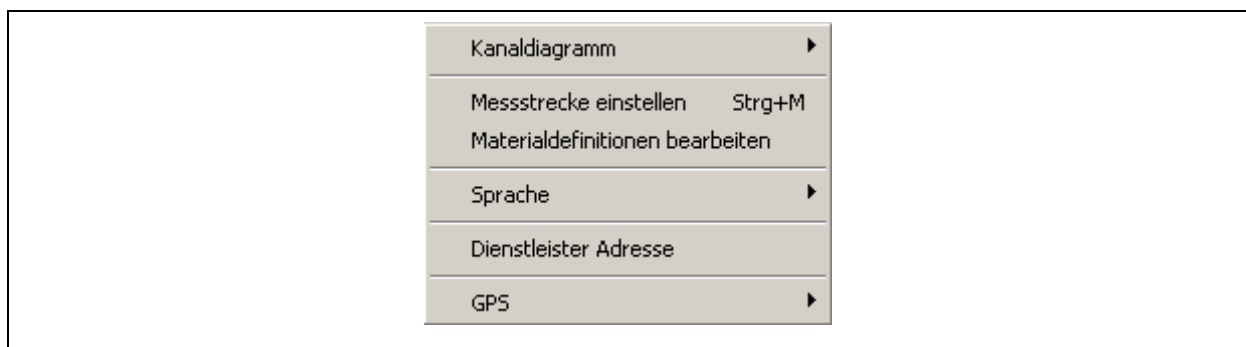 Kanaldiagramm
Messstrecke einstellen Strg+M
Materialdefinitionen bearbeiten
Sprache
Dienstleister Adresse
GPS